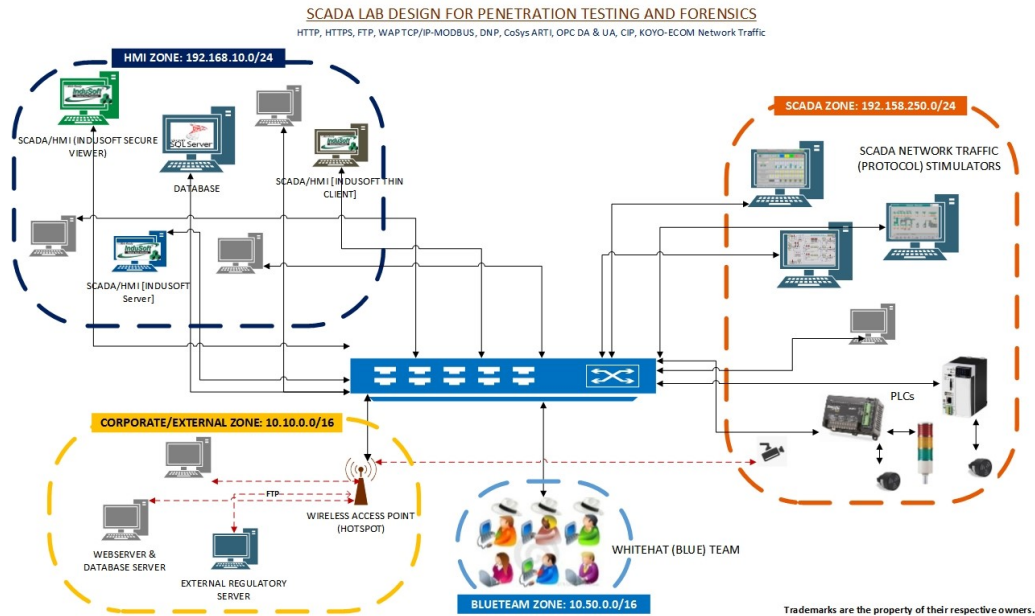 SCADA LAB DESIGN FOR PENETRATION TESTING AND FORENSICS
HTTP, HTTPS, FTP, WAP TCP/IP-MODBUS, DNP, CoSys ARTI, OPC DA & UA, CIP, KOYO-ECOM Network Traffic
HMI ZONE: 192.168.10.0/24
InduSoft
SCADA/HMI (INDUSOFT SECURE
VIEWER)
SQL Server
DATABASE
InduSoft
SCADA/HMI [INDUSOFT THIN
CLIENT]
InduSoft
SCADA/HMI [INDUSOFT
Server]
SCADA ZONE: 192.158.250.0/24
SCADA NETWORK TRAFFIC
(PROTOCOL) STIMULATORS
PLCs
CORPORATE/EXTERNAL ZONE: 10.10.0.0/16
FTP
WIRELESS ACCESS POINT
(HOTSPOT)
WEBSERVER &
DATABASE SERVER
EXTERNAL REGULATORY
SERVER
WHITEHAT (BLUE) TEAM
BLUETEAM ZONE: 10.50.0.0/16
Trademarks are the property of their respective owners.